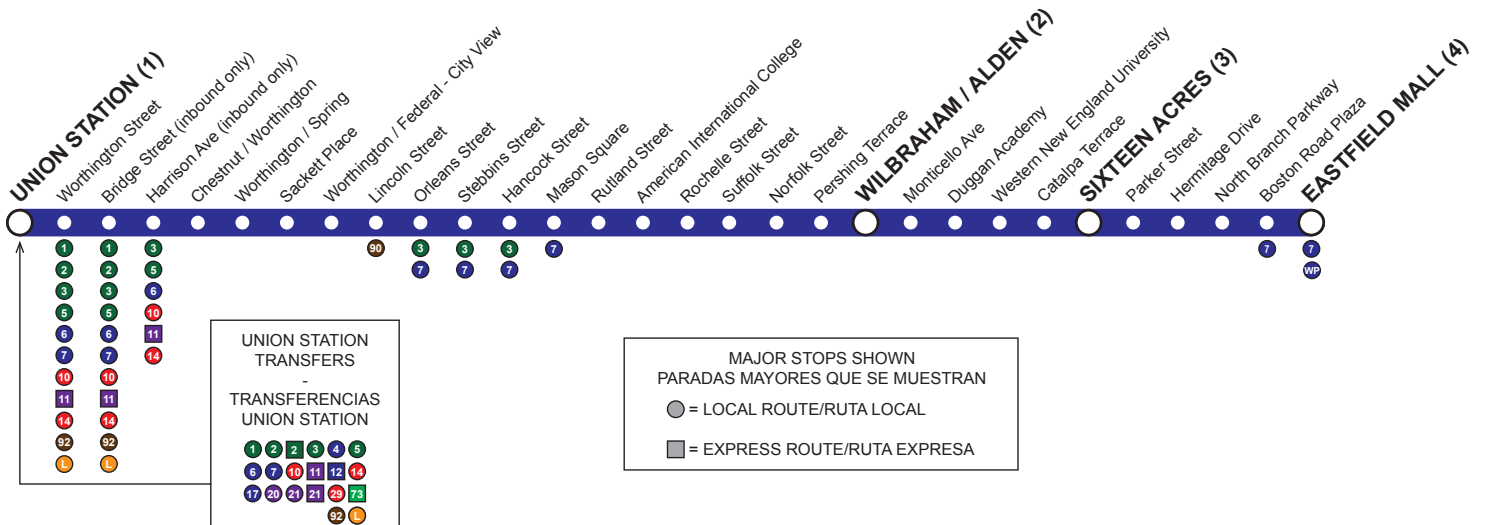 UNION STATION (1)
Worthington Street
Bridge Street (inbound only)
Harrison Ave (inbound only)
Chestnut / Worthington
Worthington / Spring
Sackett Place
Worthington / Federal - City View
Lincoln Street
Orleans Street
Stebbins Street
Hancock Street
Mason Square
Rutland Street
American International College
Rochelle Street
Suffolk Street
Norfolk Street
Pershing Terrace
WILBRAHAM / ALDEN (2)
Monticello Ave
Duggan Academy
Western New England University
Catalpa Terrace
SIXTEEN ACRES (3)
Parker Street
Hermitage Drive
North Branch Parkway
Boston Road Plaza
EASTFIELD MALL (4)
1 1 3 90 3 3 3 7 7 7
2 2 5 7 7 7 WP
3 3 6
5 5 10
6 6 11
7 7 14
10 10
11 11
14 14
92 92
L L
UNION STATION
TRANSFERS
-
TRANSFERENCIAS
UNION STATION
1 2 2 3 4 5
6 7 10 11 12 14
17 20 21 21 29 73
92 L
MAJOR STOPS SHOWN
PARADAS MAYORES QUE SE MUESTRAN
= LOCAL ROUTE/RUTA LOCAL
= EXPRESS ROUTE/RUTA EXPRESA